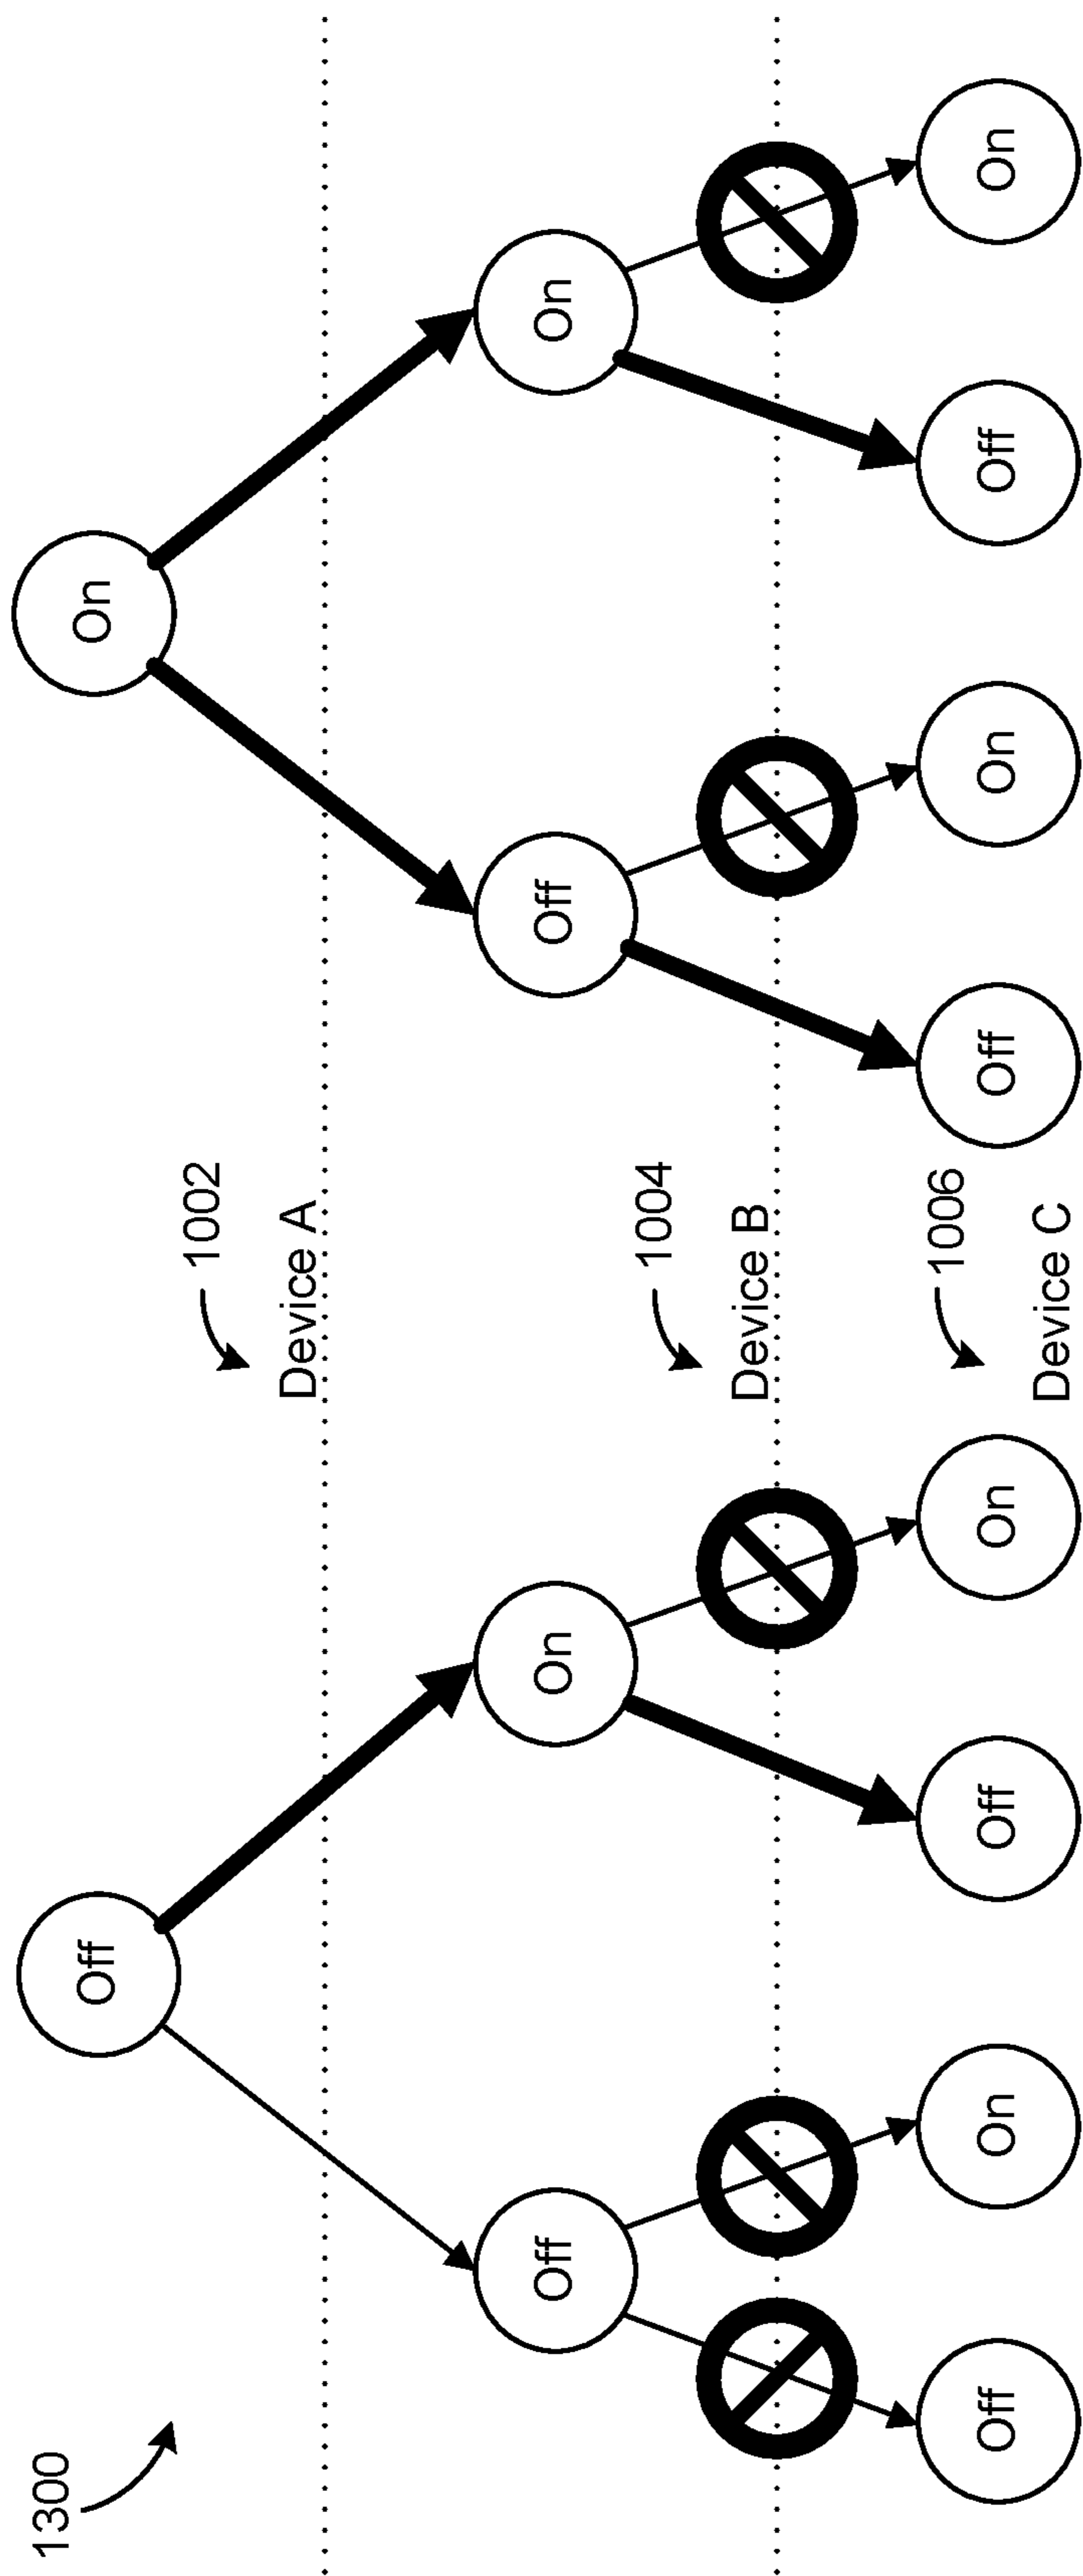 1300
Off
On
1002
Device A
Off
On
Off
On
1004
Device B
1006
Off
On
Off
On
Off
On
Off
On
Device C